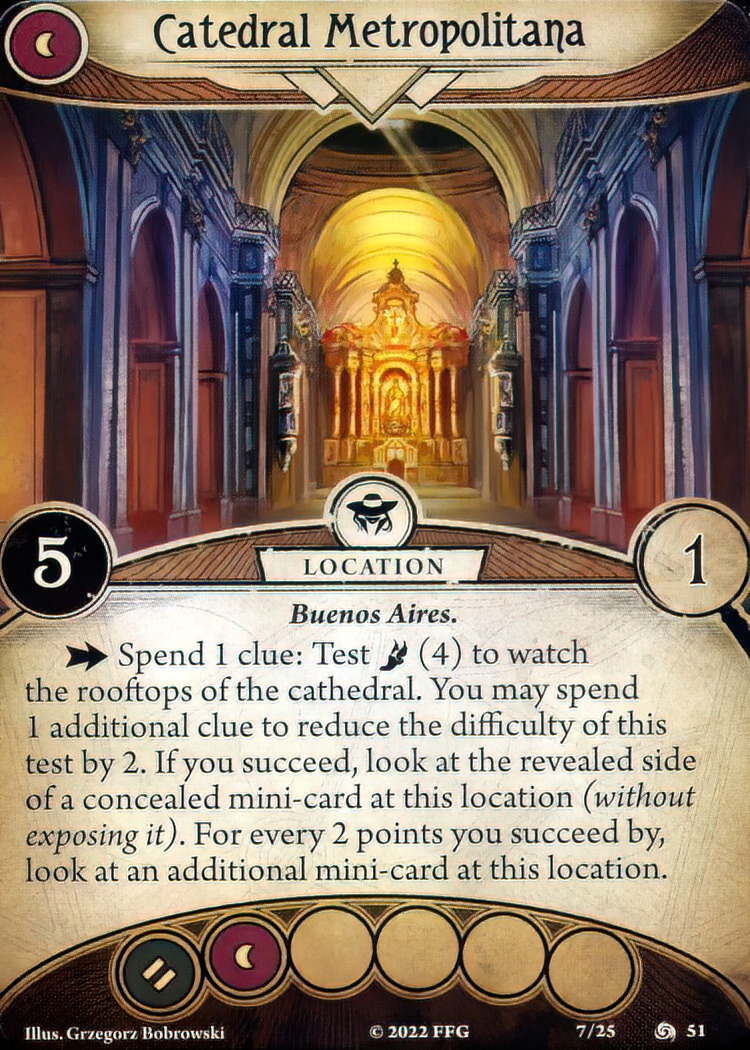 Catedral Metropolitana
5
LOCATION
1
Buenos Aires.
Spend 1 clue: Test (4) to watch
the rooftops of the cathedral. You may spend
1 additional clue to reduce the difficulty of this
test by 2. If you succeed, look at the revealed side
of a concealed mini-card at this location (without
exposing it). For every 2 points you succeed by,
look at an additional mini-card at this location.
Illus. Grzegorz Bobrowski
© 2022 FFG
7/25
51